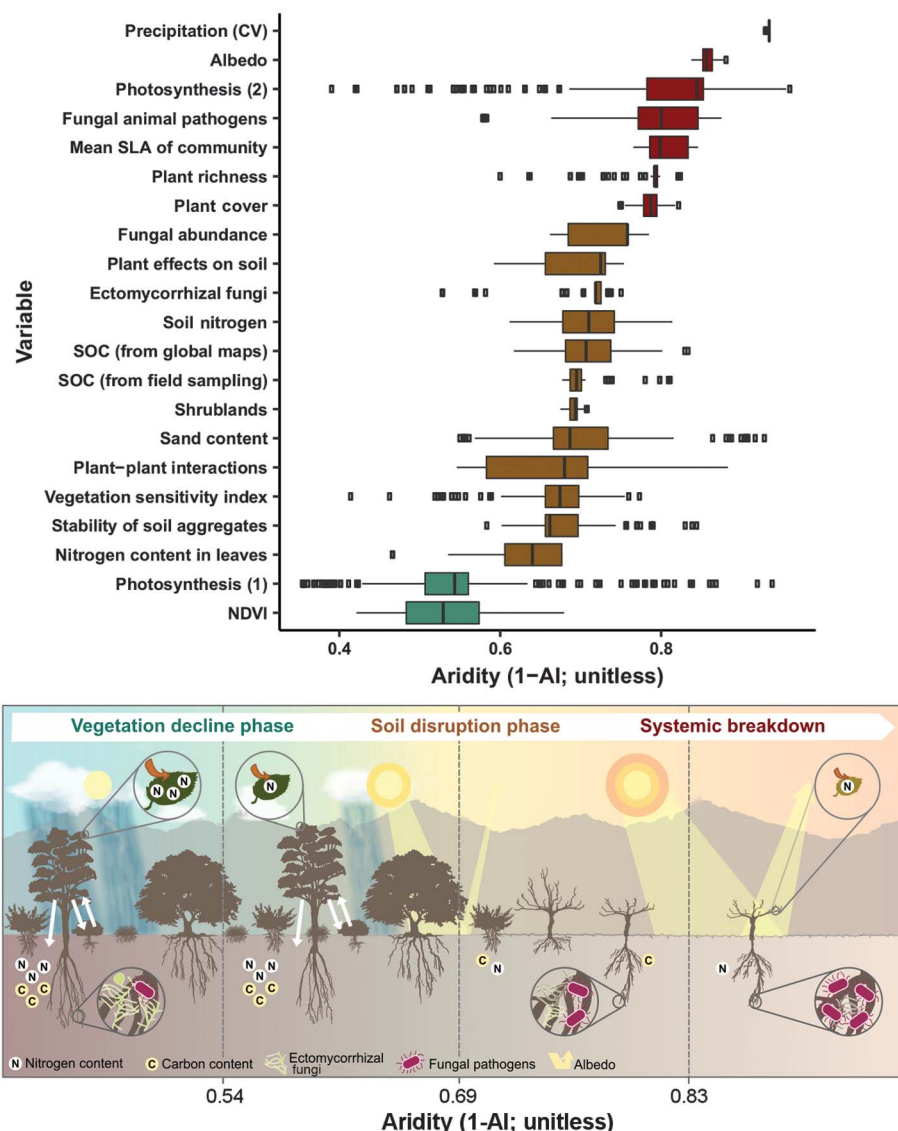 Precipitation (CV)
Albedo
Photosynthesis (2)
Fungal animal pathogens
Mean SLA of community
Plant richness
Plant cover
Fungal abundance
Plant effects on soil
Ectomycorrhizal fungi
Soil nitrogen
SOC (from global maps)
SOC (from field sampling)
Shrublands
Sand content
Plant−plant interactions
Vegetation sensitivity index
Stability of soil aggregates
Nitrogen content in leaves
Photosynthesis (1)
NDVI
Variable
0.4 0.6 0.8
Aridity (1−AI; unitless)
Vegetation decline phase Soil disruption phase Systemic breakdown
N N N N N
N N N N N N N N
C C C C C C C C
N Nitrogen content C Carbon content Ectomycorrhizal fungi Fungal pathogens Albedo
0.54 0.69 0.83
Aridity (1-AI; unitless)